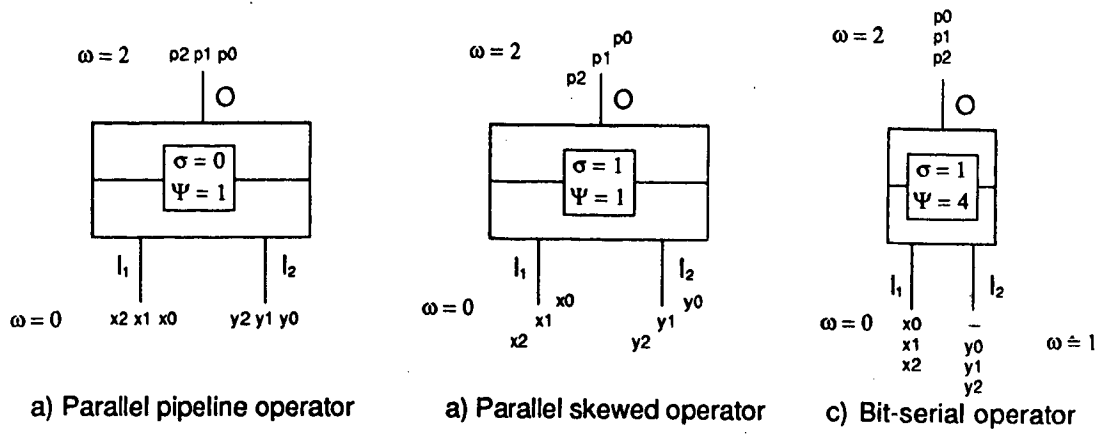 ω = 2 p2 p1 p0
O
σ = 0
Ψ = 1
I₁ I₂
ω = 0 x2 x1 x0 y2 y1 y0
a) Parallel pipeline operator
ω = 2 p2 p1 p0
O
σ = 1
Ψ = 1
I₁ I₂
ω = 0 x2 x1 x0 y2 y1 y0
a) Parallel skewed operator
p0
ω = 2 p1
p2
O
σ = 1
Ψ = 4
I₁ I₂
ω = 0 x0 –
x1 y0 ω ≐ 1
x2 y1
y2
c) Bit-serial operator